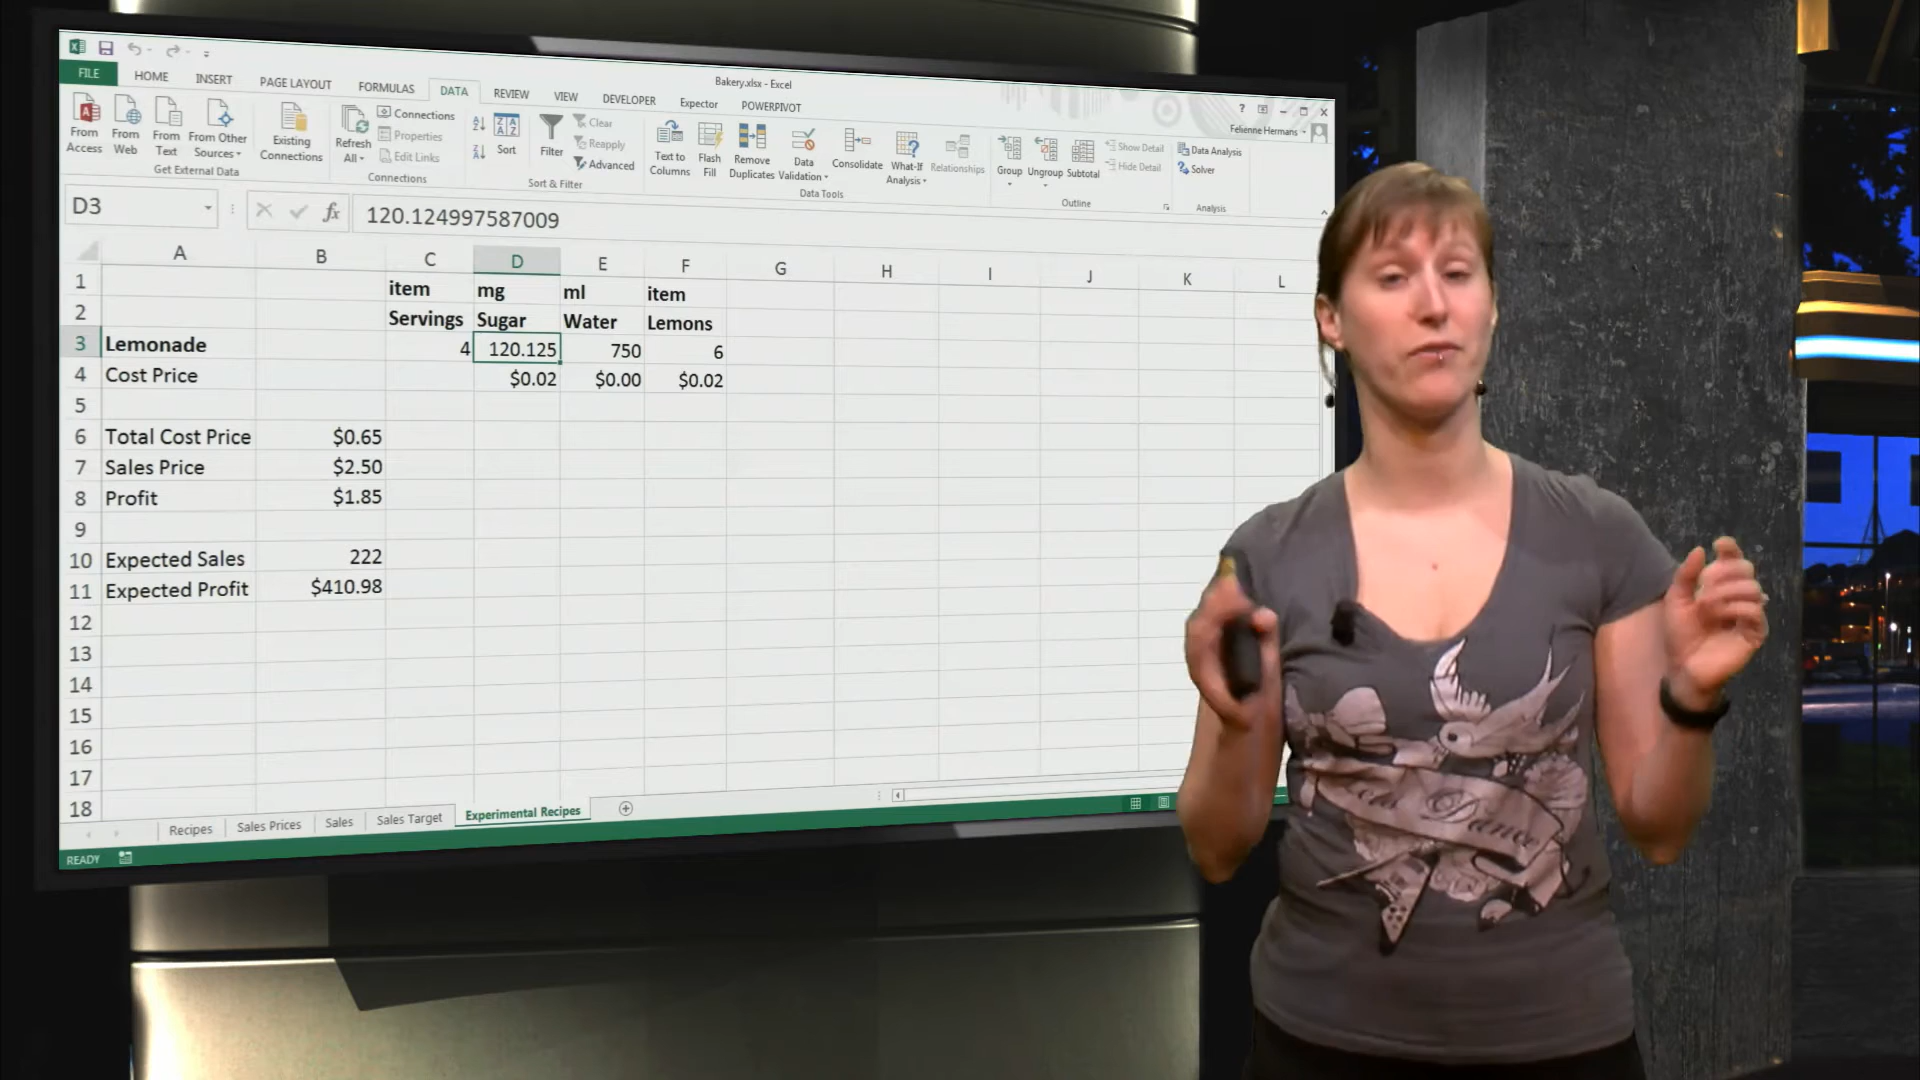 Bakery.xlsx - Excel
FILE HOME INSERT PAGE LAYOUT FORMULAS DATA REVIEW VIEW DEVELOPER Expector POWERPIVOT
Felienne Hermans
From Access
From Web
From Text
From Other Sources
Get External Data
Existing Connections
Refresh All
Connections
Properties
Edit Links
Connections
Sort
Filter
Clear
Reapply
Advanced
Sort & Filter
Text to Columns
Flash Fill
Remove Duplicates
Data Validation
Consolidate
What-If Analysis
Relationships
Data Tools
Group
Ungroup
Subtotal
Show Detail
Hide Detail
Outline
Data Analysis
Solver
Analysis
D3 fx 120.124997587009
A B C D E F G H I J K L
1 item mg ml item
2 Servings Sugar Water Lemons
3 Lemonade 4 120.125 750 6
4 Cost Price $0.02 $0.00 $0.02
5
6 Total Cost Price $0.65
7 Sales Price $2.50
8 Profit $1.85
9
10 Expected Sales 222
11 Expected Profit $410.98
12
13
14
15
16
17
18
Recipes Sales Prices Sales Sales Target Experimental Recipes
READY
Dance